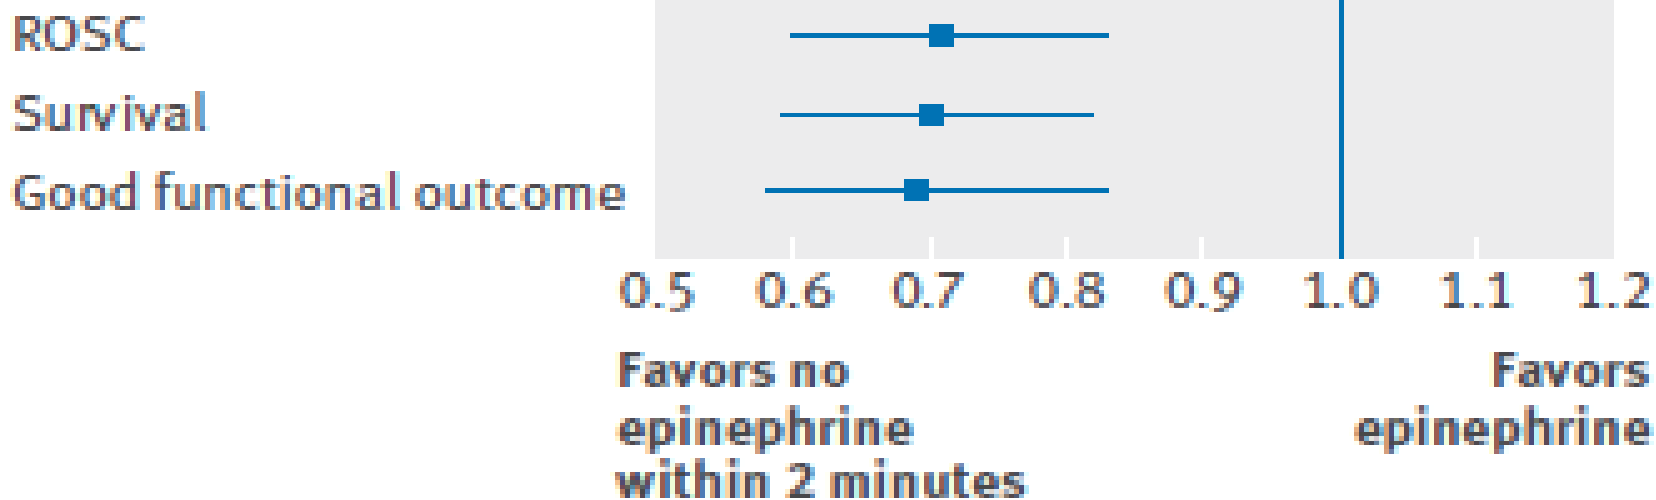 ROSC
Survival
Good functional outcome
0.5 0.6 0.7 0.8 0.9 1.0 1.1 1.2
Favors no
epinephrine
within 2 minutes
Favors
epinephrine